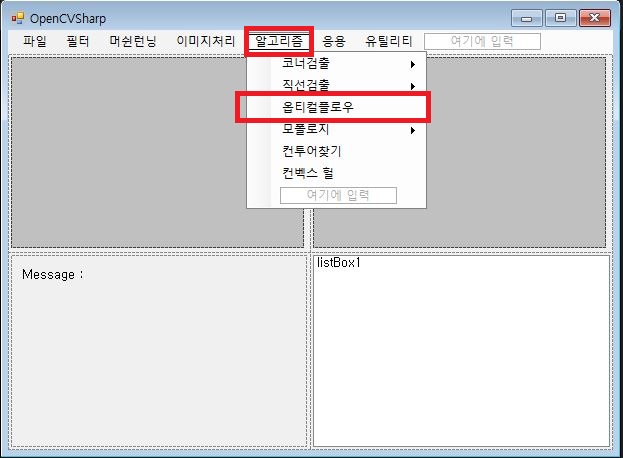 OpenCVSharp
파일 필터 머쉰런닝 이미지처리 알고리즘 응용 유틸리티 여기에 입력
코너검출
직선검출
옵티컬플로우
모폴로지
컨투어찾기
컨벡스 헐
여기에 입력
Message :
listBox1